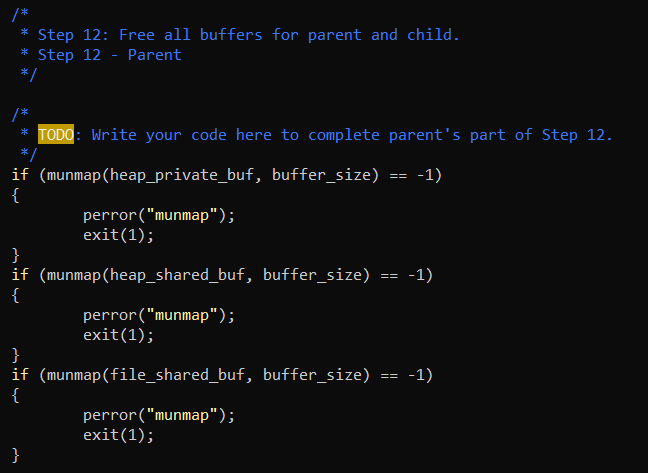 /*
 * Step 12: Free all buffers for parent and child.
 * Step 12 - Parent
 */

/*
 * TODO: Write your code here to complete parent's part of Step 12.
 */
if (munmap(heap_private_buf, buffer_size) == -1)
{
        perror("munmap");
        exit(1);
}
if (munmap(heap_shared_buf, buffer_size) == -1)
{
        perror("munmap");
        exit(1);
}
if (munmap(file_shared_buf, buffer_size) == -1)
{
        perror("munmap");
        exit(1);
}